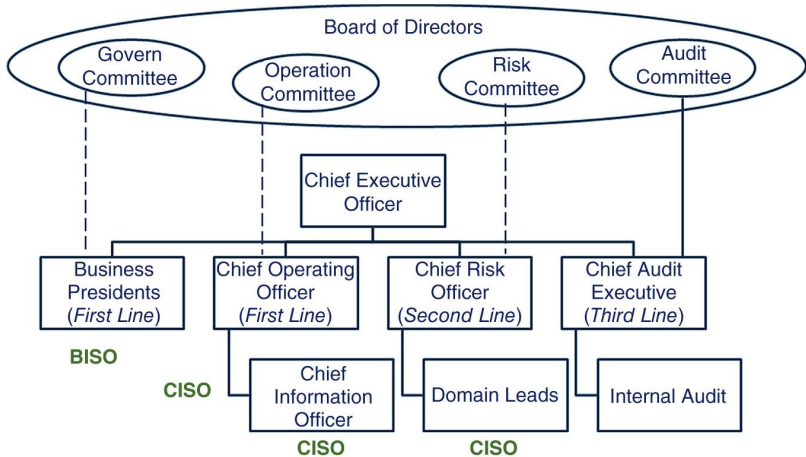 Board of Directors
Govern
Committee
Operation
Committee
Risk
Committee
Audit
Committee
Chief Executive
Officer
Business
Presidents
(First Line)
Chief Operating
Officer
(First Line)
Chief Risk
Officer
(Second Line)
Chief Audit
Executive
(Third Line)
BISO
CISO
Chief
Information
Officer
Domain Leads
Internal Audit
CISO
CISO